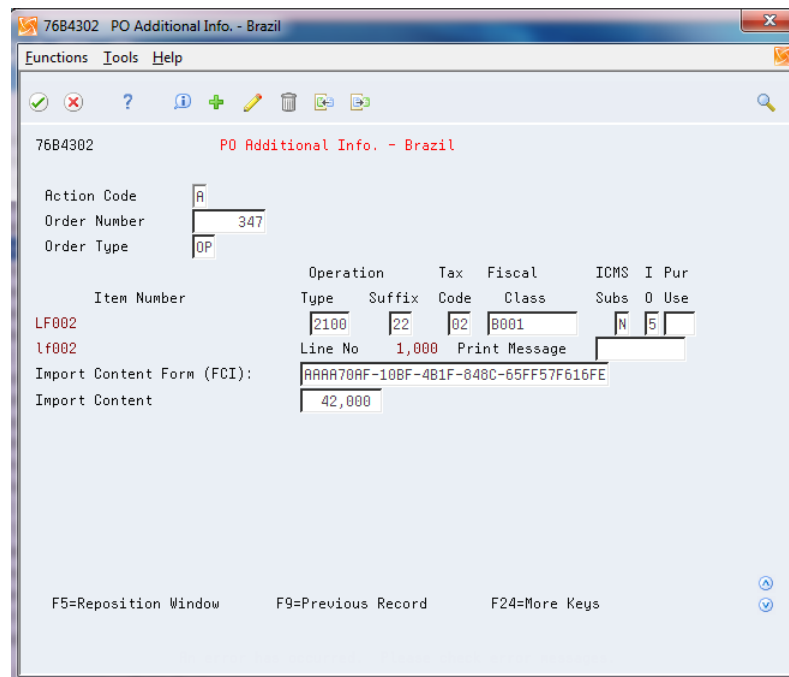 76B4302 PO Additional Info. - Brazil
Functions Tools Help
76B4302 PO Additional Info. - Brazil
Action Code A
Order Number 347
Order Type OP
Operation Tax Fiscal ICMS I Pur
Item Number Type Suffix Code Class Subs O Use
LF002 2100 22 02 B001 N 5
lf002 Line No 1,000 Print Message
Import Content Form (FCI): AAAA70AF-10BF-4B1F-848C-65FF57F616FE
Import Content 42,000
F5=Reposition Window F9=Previous Record F24=More Keys